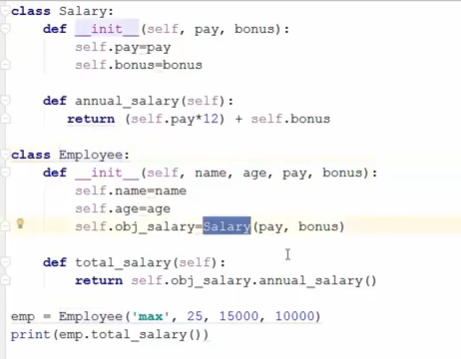 class Salary:
    def __init__(self, pay, bonus):
        self.pay=pay
        self.bonus=bonus

    def annual_salary(self):
       return (self.pay*12) + self.bonus

class Employee:
    def __init__(self, name, age, pay, bonus):
        self.name=name
        self.age=age
        self.obj_salary=Salary(pay, bonus)

    def total_salary(self):
        return self.obj_salary.annual_salary()

emp = Employee('max', 25, 15000, 10000)
print(emp.total_salary())